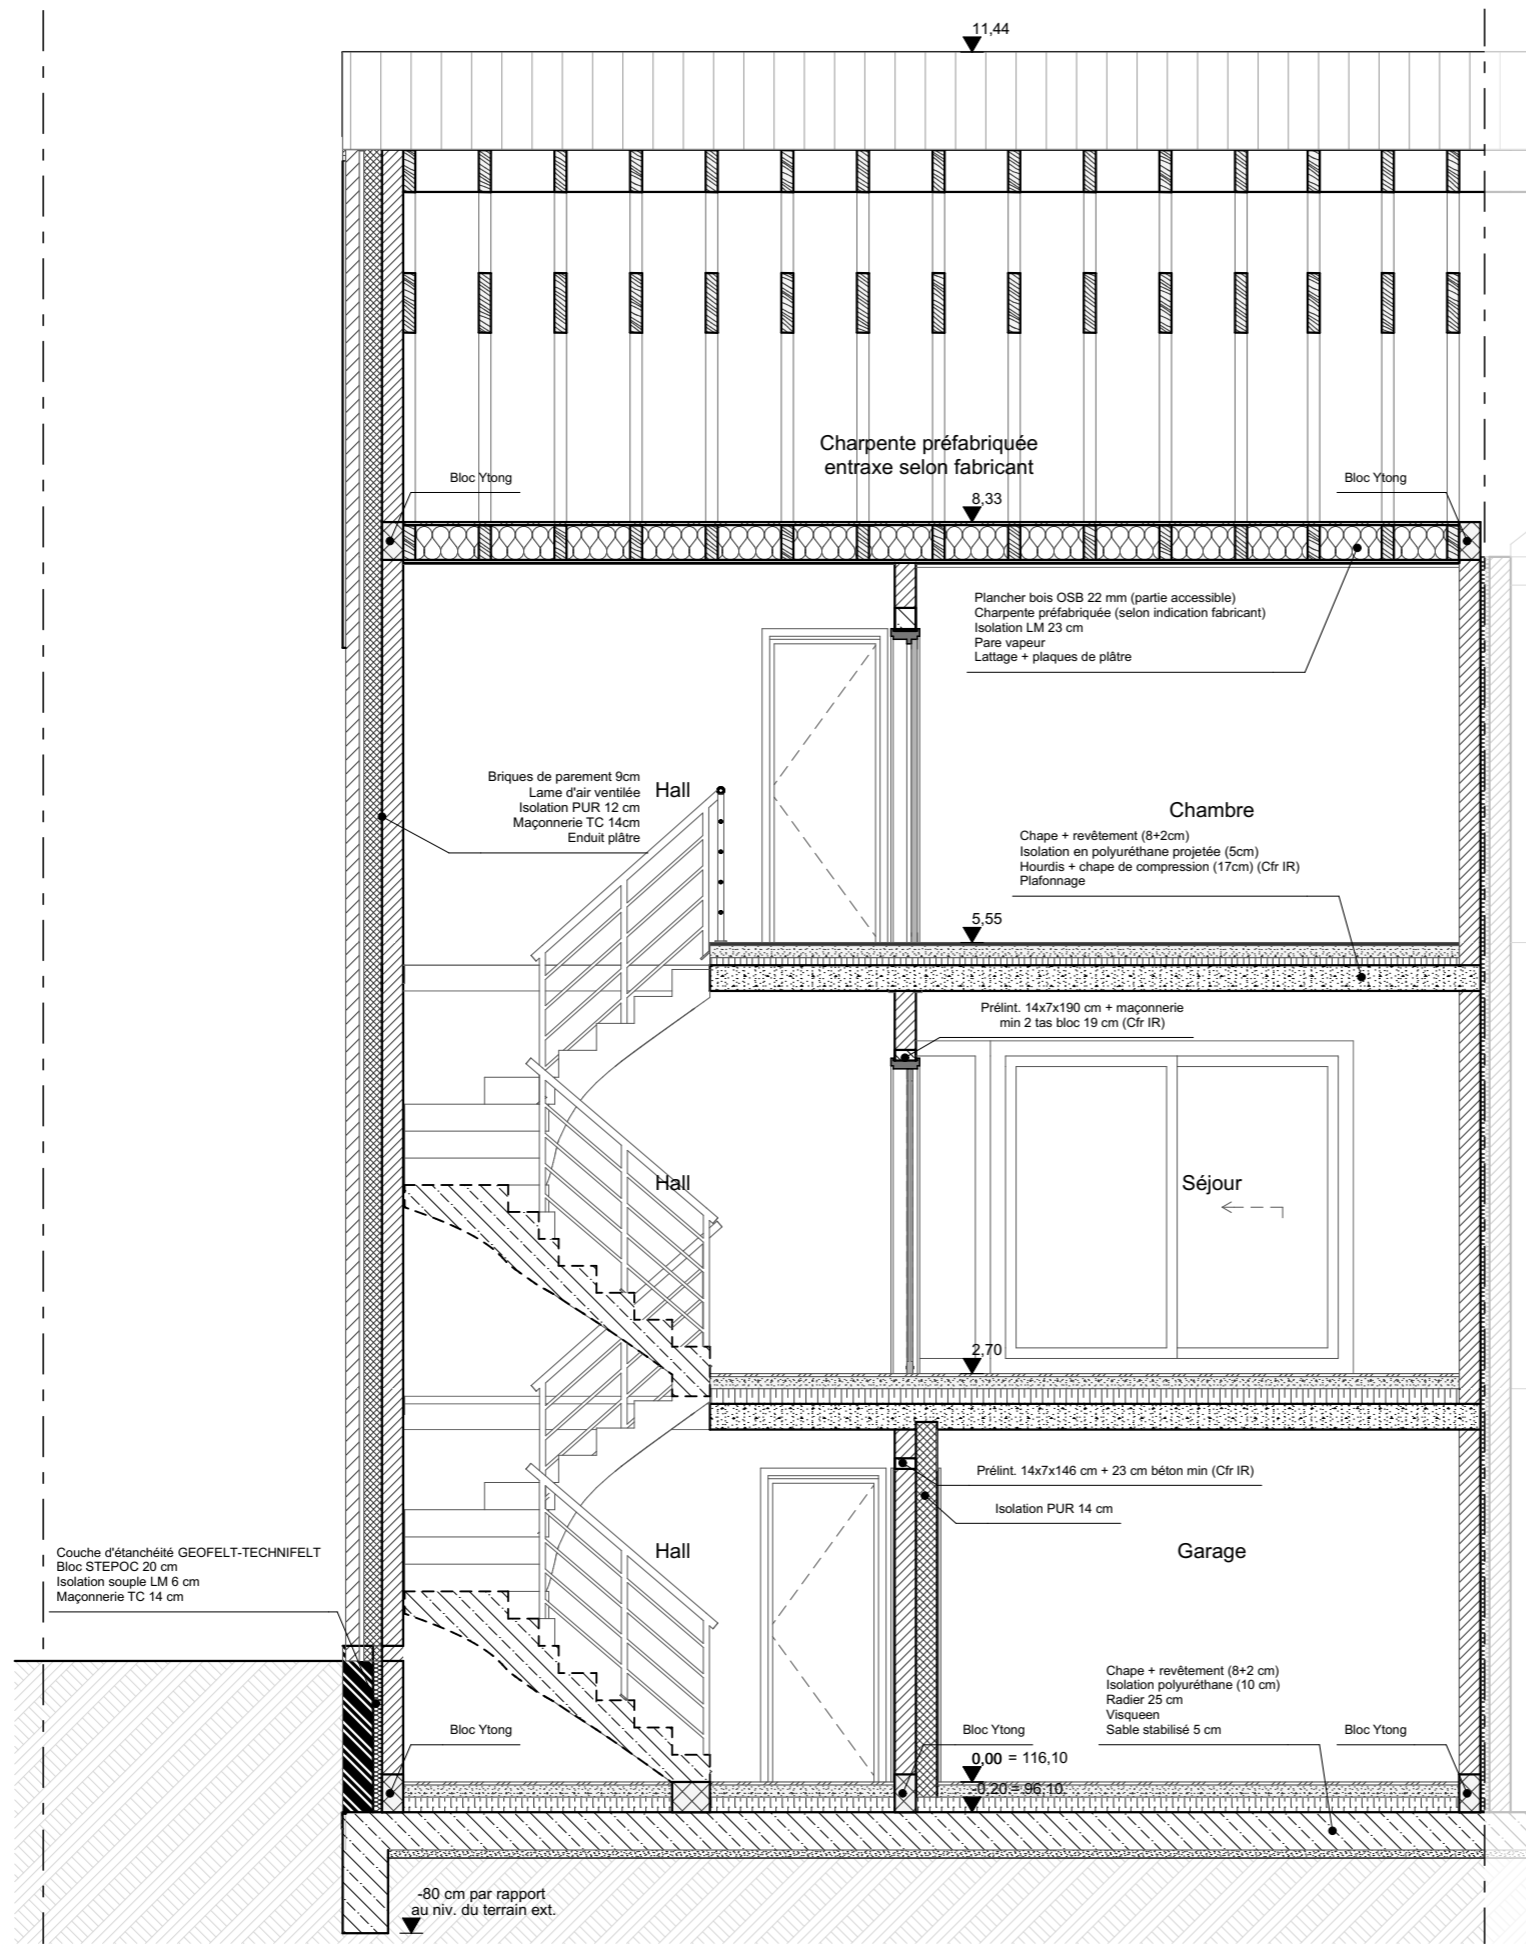 11,44
Charpente préfabriquée
entraxe selon fabricant
Bloc Ytong
Bloc Ytong
8,33
Plancher bois OSB 22 mm (partie accessible)
Charpente préfabriquée (selon indication fabricant)
Isolation LM 23 cm
Pare vapeur
Lattage + plaques de plâtre
Briques de parement 9cm
Lame d'air ventilée
Isolation PUR 12 cm
Maçonnerie TC 14cm
Enduit plâtre
Hall
Chambre
Chape + revêtement (8+2cm)
Isolation en polyuréthane projetée (5cm)
Hourdis + chape de compression (17cm) (Cfr IR)
Plafonnage
5,55
Prélint. 14x7x190 cm + maçonnerie
min 2 tas bloc 19 cm (Cfr IR)
Hall
Séjour
2,70
Prélint. 14x7x146 cm + 23 cm béton min (Cfr IR)
Isolation PUR 14 cm
Hall
Garage
Couche d'étanchéité GEOFELT-TECHNIFELT
Bloc STEPOC 20 cm
Isolation souple LM 6 cm
Maçonnerie TC 14 cm
Chape + revêtement (8+2 cm)
Isolation polyuréthane (10 cm)
Radier 25 cm
Visqueen
Sable stabilisé 5 cm
Bloc Ytong
Bloc Ytong
Bloc Ytong
0,00 = 116,10
-0,20 = 96,10
-80 cm par rapport
au niv. du terrain ext.